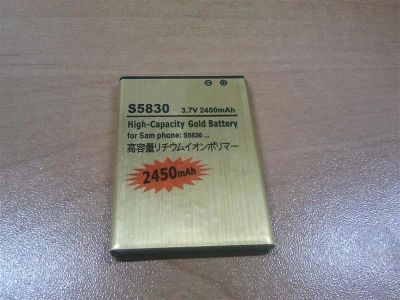 S5830
3.7V 2450mAh
High-Capacity Gold Battery
for Sam phone: S5830 ...
高容量リチウムイオンポリマー
2450mAh